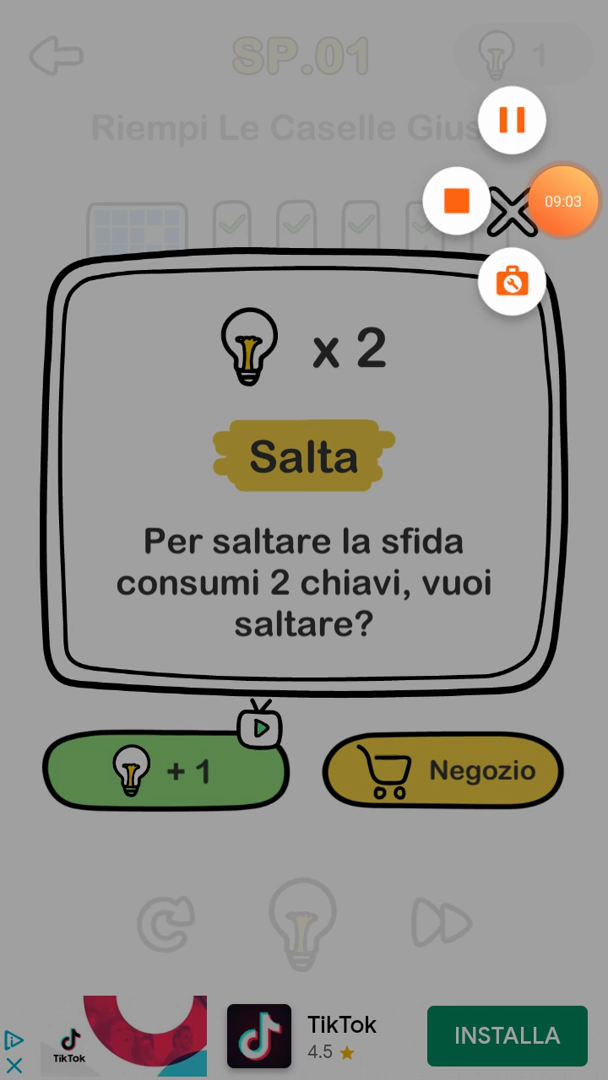 SP.01
1
Riempi Le Caselle Gius
09:03
x 2
Salta
Per saltare la sfida
consumi 2 chiavi, vuoi
saltare?
+ 1
Negozio
TikTok
TikTok
4.5
INSTALLA